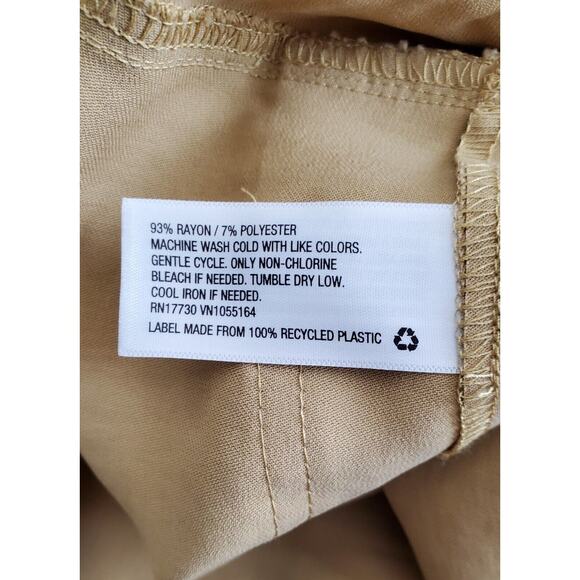 93% RAYON / 7% POLYESTER
MACHINE WASH COLD WITH LIKE COLORS.
GENTLE CYCLE. ONLY NON-CHLORINE
BLEACH IF NEEDED. TUMBLE DRY LOW.
COOL IRON IF NEEDED.
RN17730 VN1055164
LABEL MADE FROM 100% RECYCLED PLASTIC